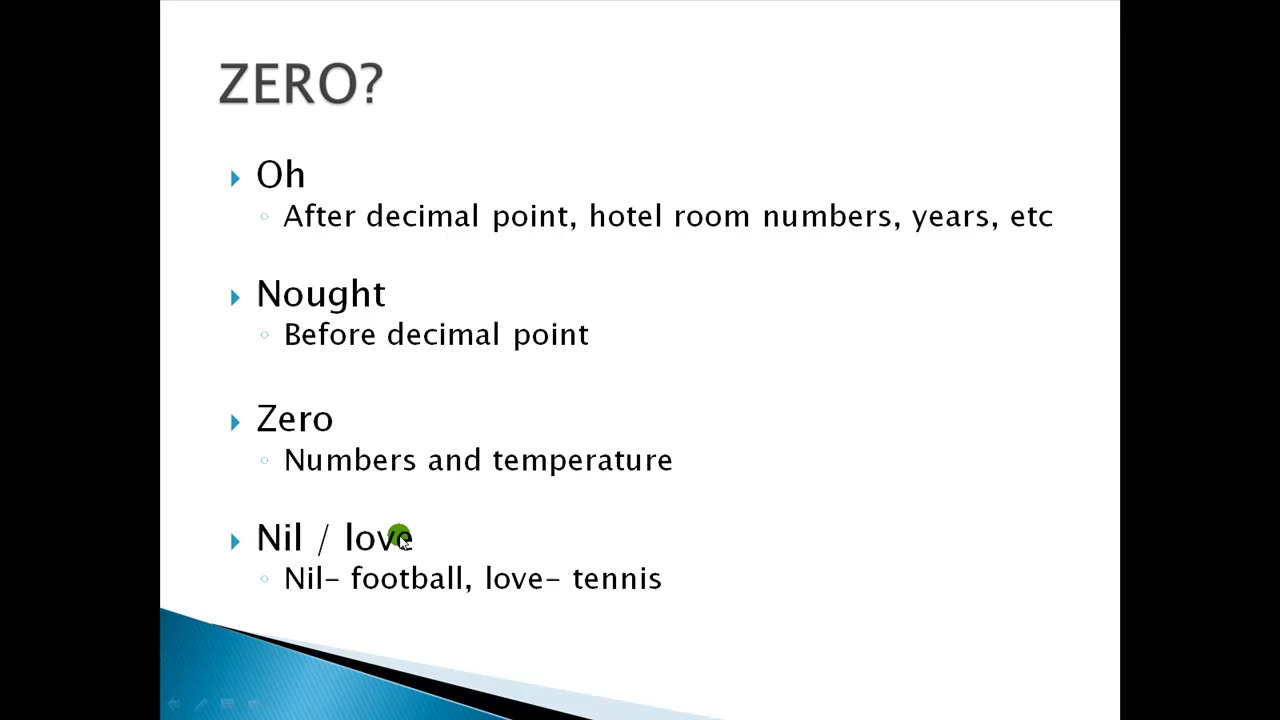 ZERO?
Oh
After decimal point, hotel room numbers, years, etc
Nought
Before decimal point
Zero
Numbers and temperature
Nil / love
Nil- football, love- tennis